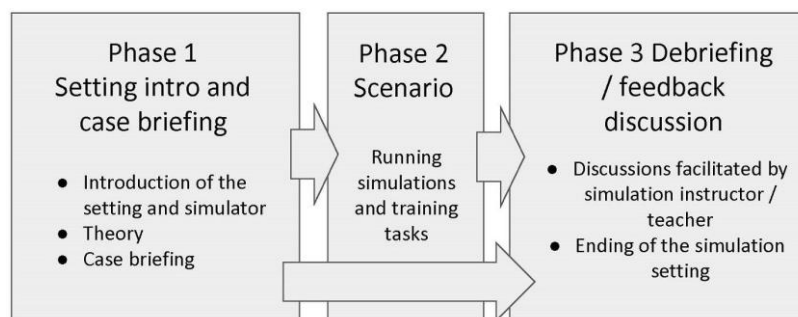 Phase 1
Setting intro and
case briefing
● Introduction of the
setting and simulator
● Theory
● Case briefing
Phase 2
Scenario
Running
simulations
and training
tasks
Phase 3 Debriefing
/ feedback
discussion
● Discussions facilitated by
simulation instructor /
teacher
● Ending of the simulation
setting